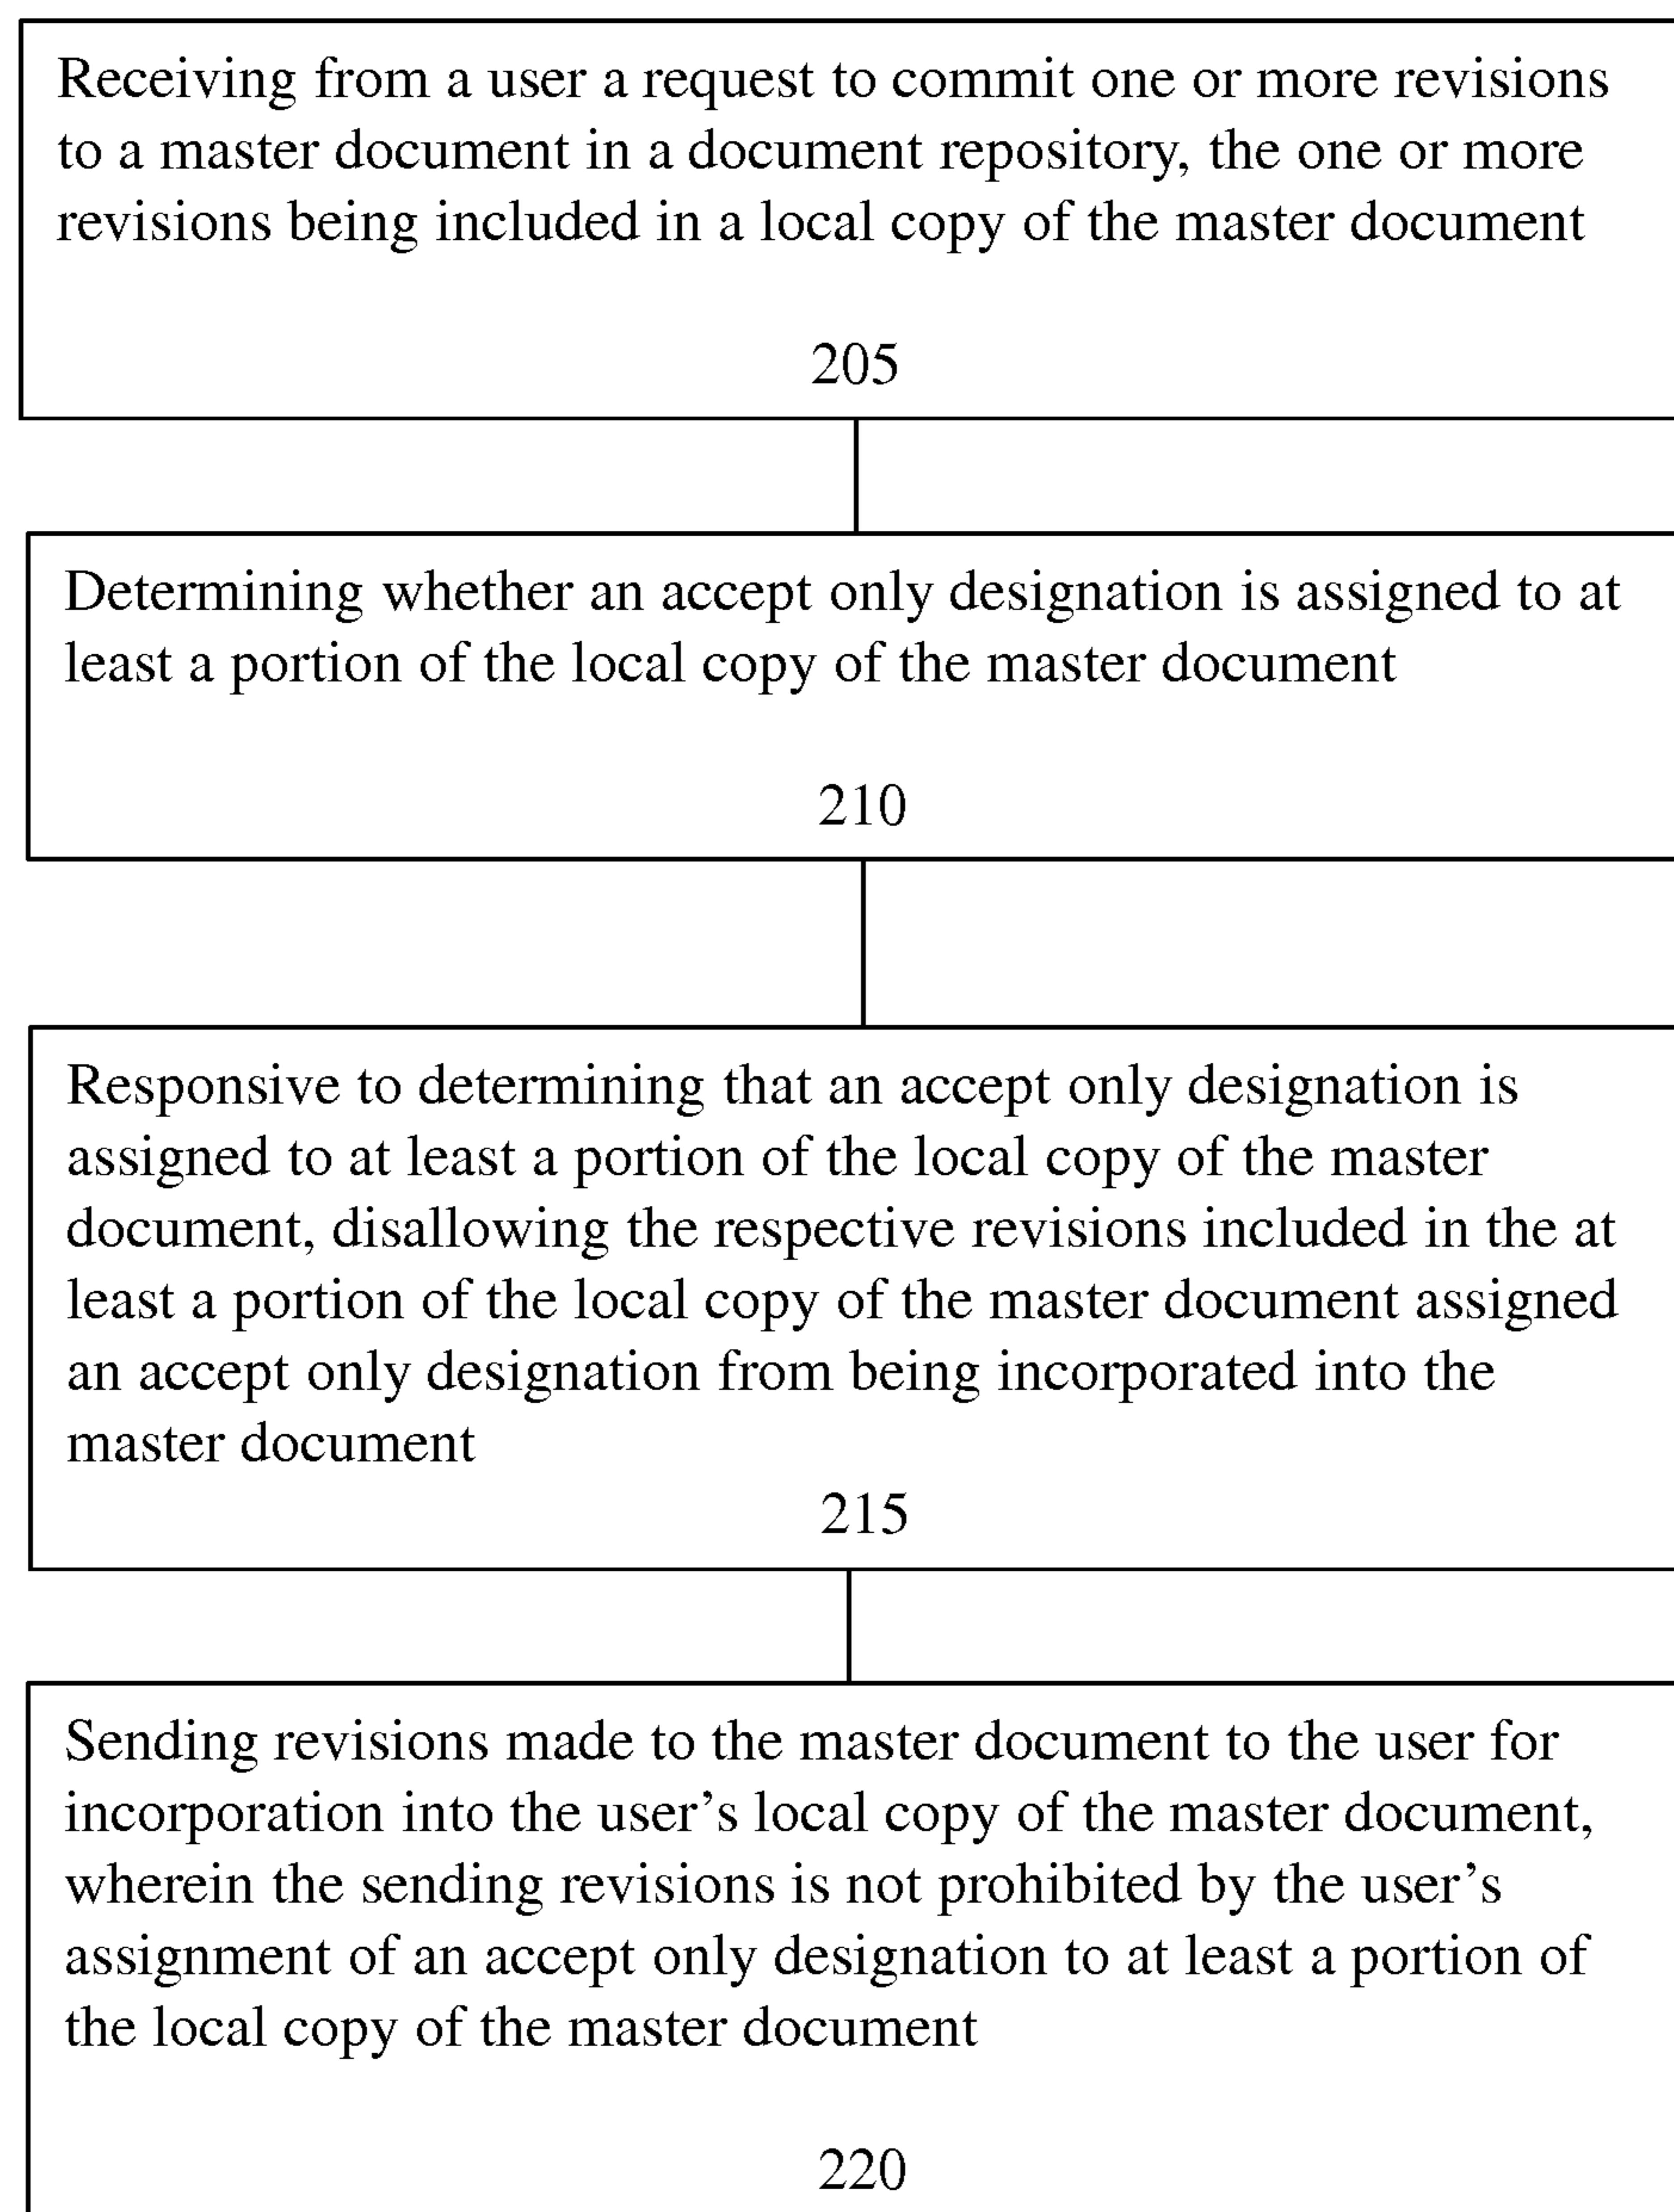 Receiving from a user a request to commit one or more revisions
to a master document in a document repository, the one or more
revisions being included in a local copy of the master document
205
Determining whether an accept only designation is assigned to at
least a portion of the local copy of the master document
210
Responsive to determining that an accept only designation is
assigned to at least a portion of the local copy of the master
document, disallowing the respective revisions included in the at
least a portion of the local copy of the master document assigned
an accept only designation from being incorporated into the
master document
215
Sending revisions made to the master document to the user for
incorporation into the user’s local copy of the master document,
wherein the sending revisions is not prohibited by the user’s
assignment of an accept only designation to at least a portion of
the local copy of the master document
220